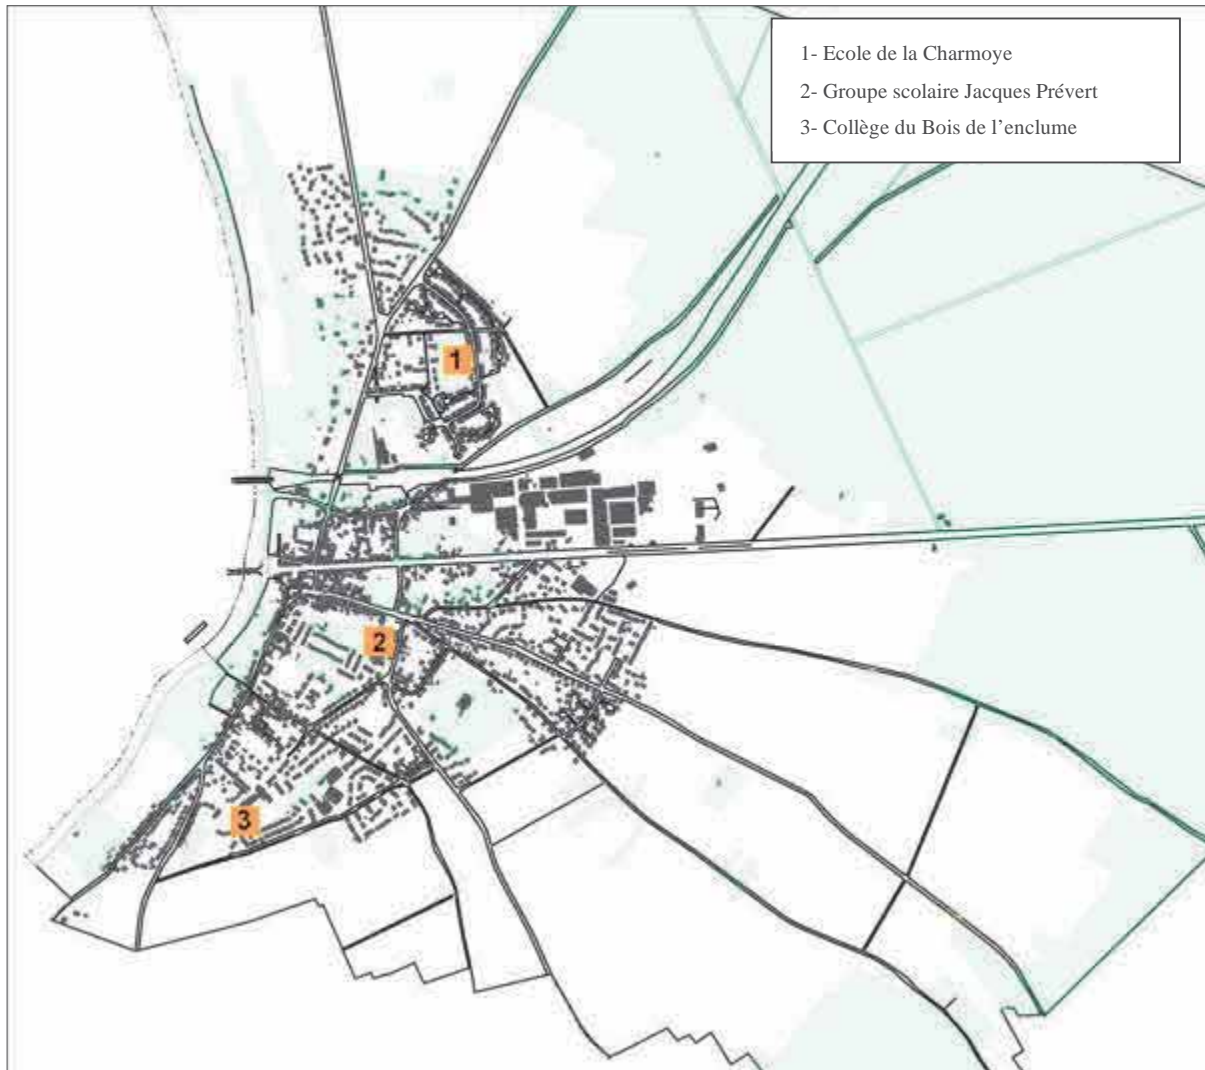 1- Ecole de la Charmoye
2- Groupe scolaire Jacques Prévert
3- Collège du Bois de l’enclume
1
2
3